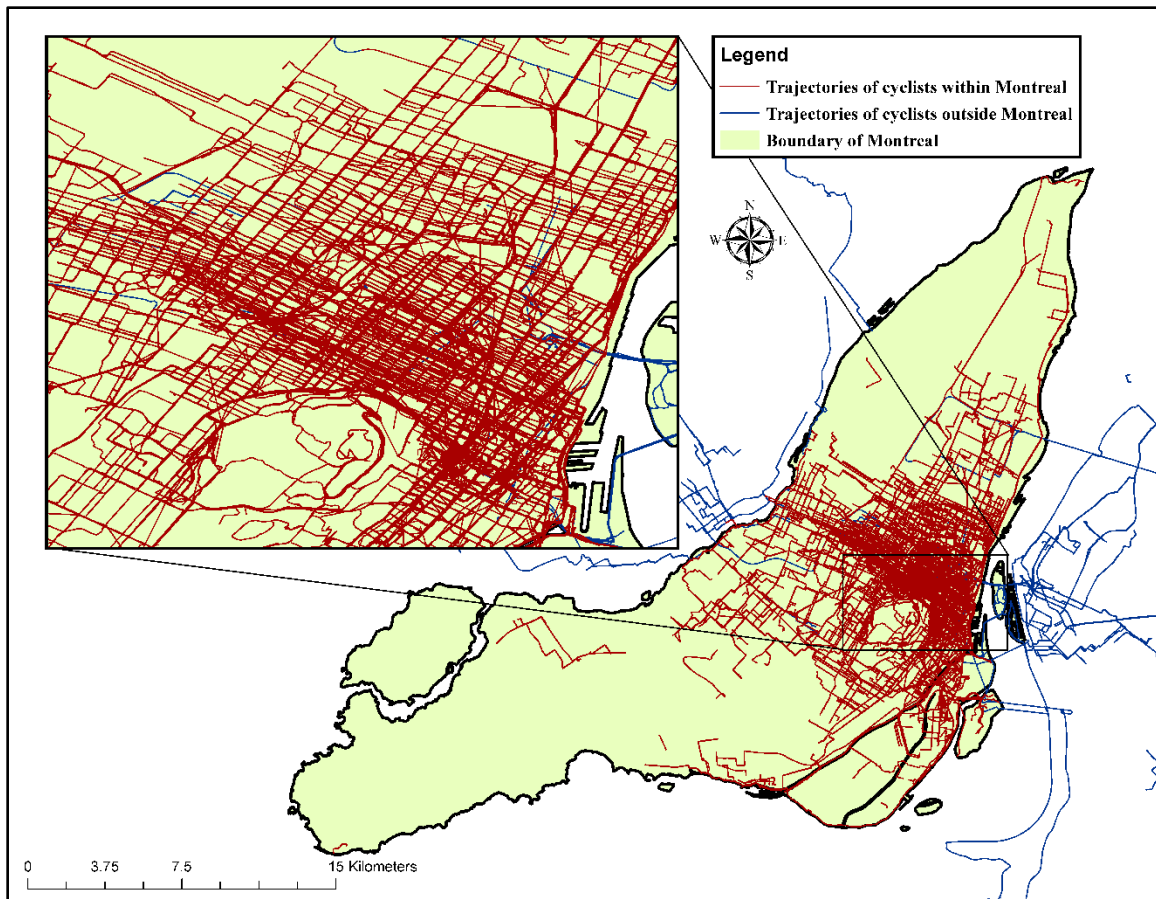 Legend
Trajectories of cyclists within Montreal
Trajectories of cyclists outside Montreal
Boundary of Montreal
N
W E
S
0 3.75 7.5 15 Kilometers